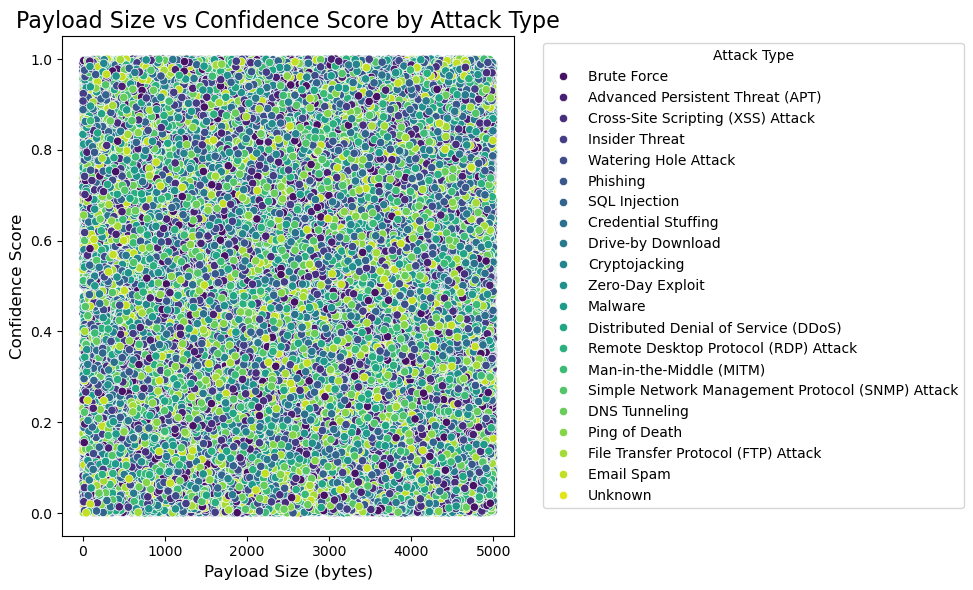 Payload Size vs Confidence Score by Attack Type
Confidence Score
1.0
0.8
0.6
0.4
0.2
0.0
0
1000
2000
3000
4000
5000
Payload Size (bytes)
Attack Type
Brute Force
Advanced Persistent Threat (APT)
Cross-Site Scripting (XSS) Attack
Insider Threat
Watering Hole Attack
Phishing
SQL Injection
Credential Stuffing
Drive-by Download
Cryptojacking
Zero-Day Exploit
Malware
Distributed Denial of Service (DDoS)
Remote Desktop Protocol (RDP) Attack
Man-in-the-Middle (MITM)
Simple Network Management Protocol (SNMP) Attack
DNS Tunneling
Ping of Death
File Transfer Protocol (FTP) Attack
Email Spam
Unknown